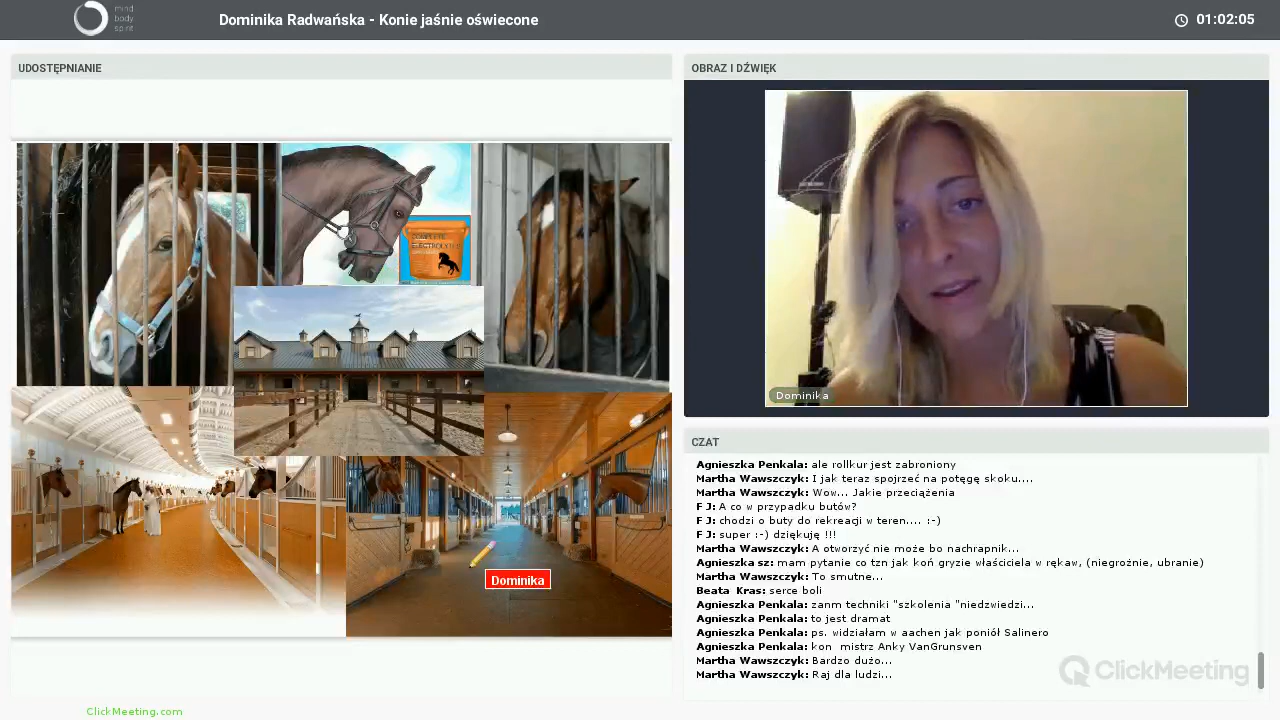 mind
body
spirit
Dominika Radwańska - Konie jaśnie oświecone
01:02:05
UDOSTĘPNIANIE
OBRAZ I DŹWIĘK
COMPLETE
ELECTROLYTE
Dominika
Dominika
CZAT
Agnieszka Penkala: ale rollkur jest zabroniony
Martha Wawszczyk: I jak teraz spojrzeć na potęgę skoku....
Martha Wawszczyk: Wow... Jakie przeciążenia
F J: A co w przypadku butów?
F J: chodzi o buty do rekreacji w teren.... :-)
F J: super :-) dziękuję !!!
Martha Wawszczyk: A otworzyć nie może bo nachrapnik...
Agnieszka sz: mam pytanie co tzn jak koń gryzie właściciela w rękaw, (niegroźnie, ubranie)
Martha Wawszczyk: To smutne...
Beata Kras: serce boli
Agnieszka Penkala: zanm techniki "szkolenia "niedzwiedzi...
Agnieszka Penkala: to jest dramat
Agnieszka Penkala: ps. widziałam w aachen jak poniół Salinero
Agnieszka Penkala: kon mistrz Anky VanGrunsven
Martha Wawszczyk: Bardzo dużo...
Martha Wawszczyk: Raj dla ludzi...
ClickMeeting
ClickMeeting.com